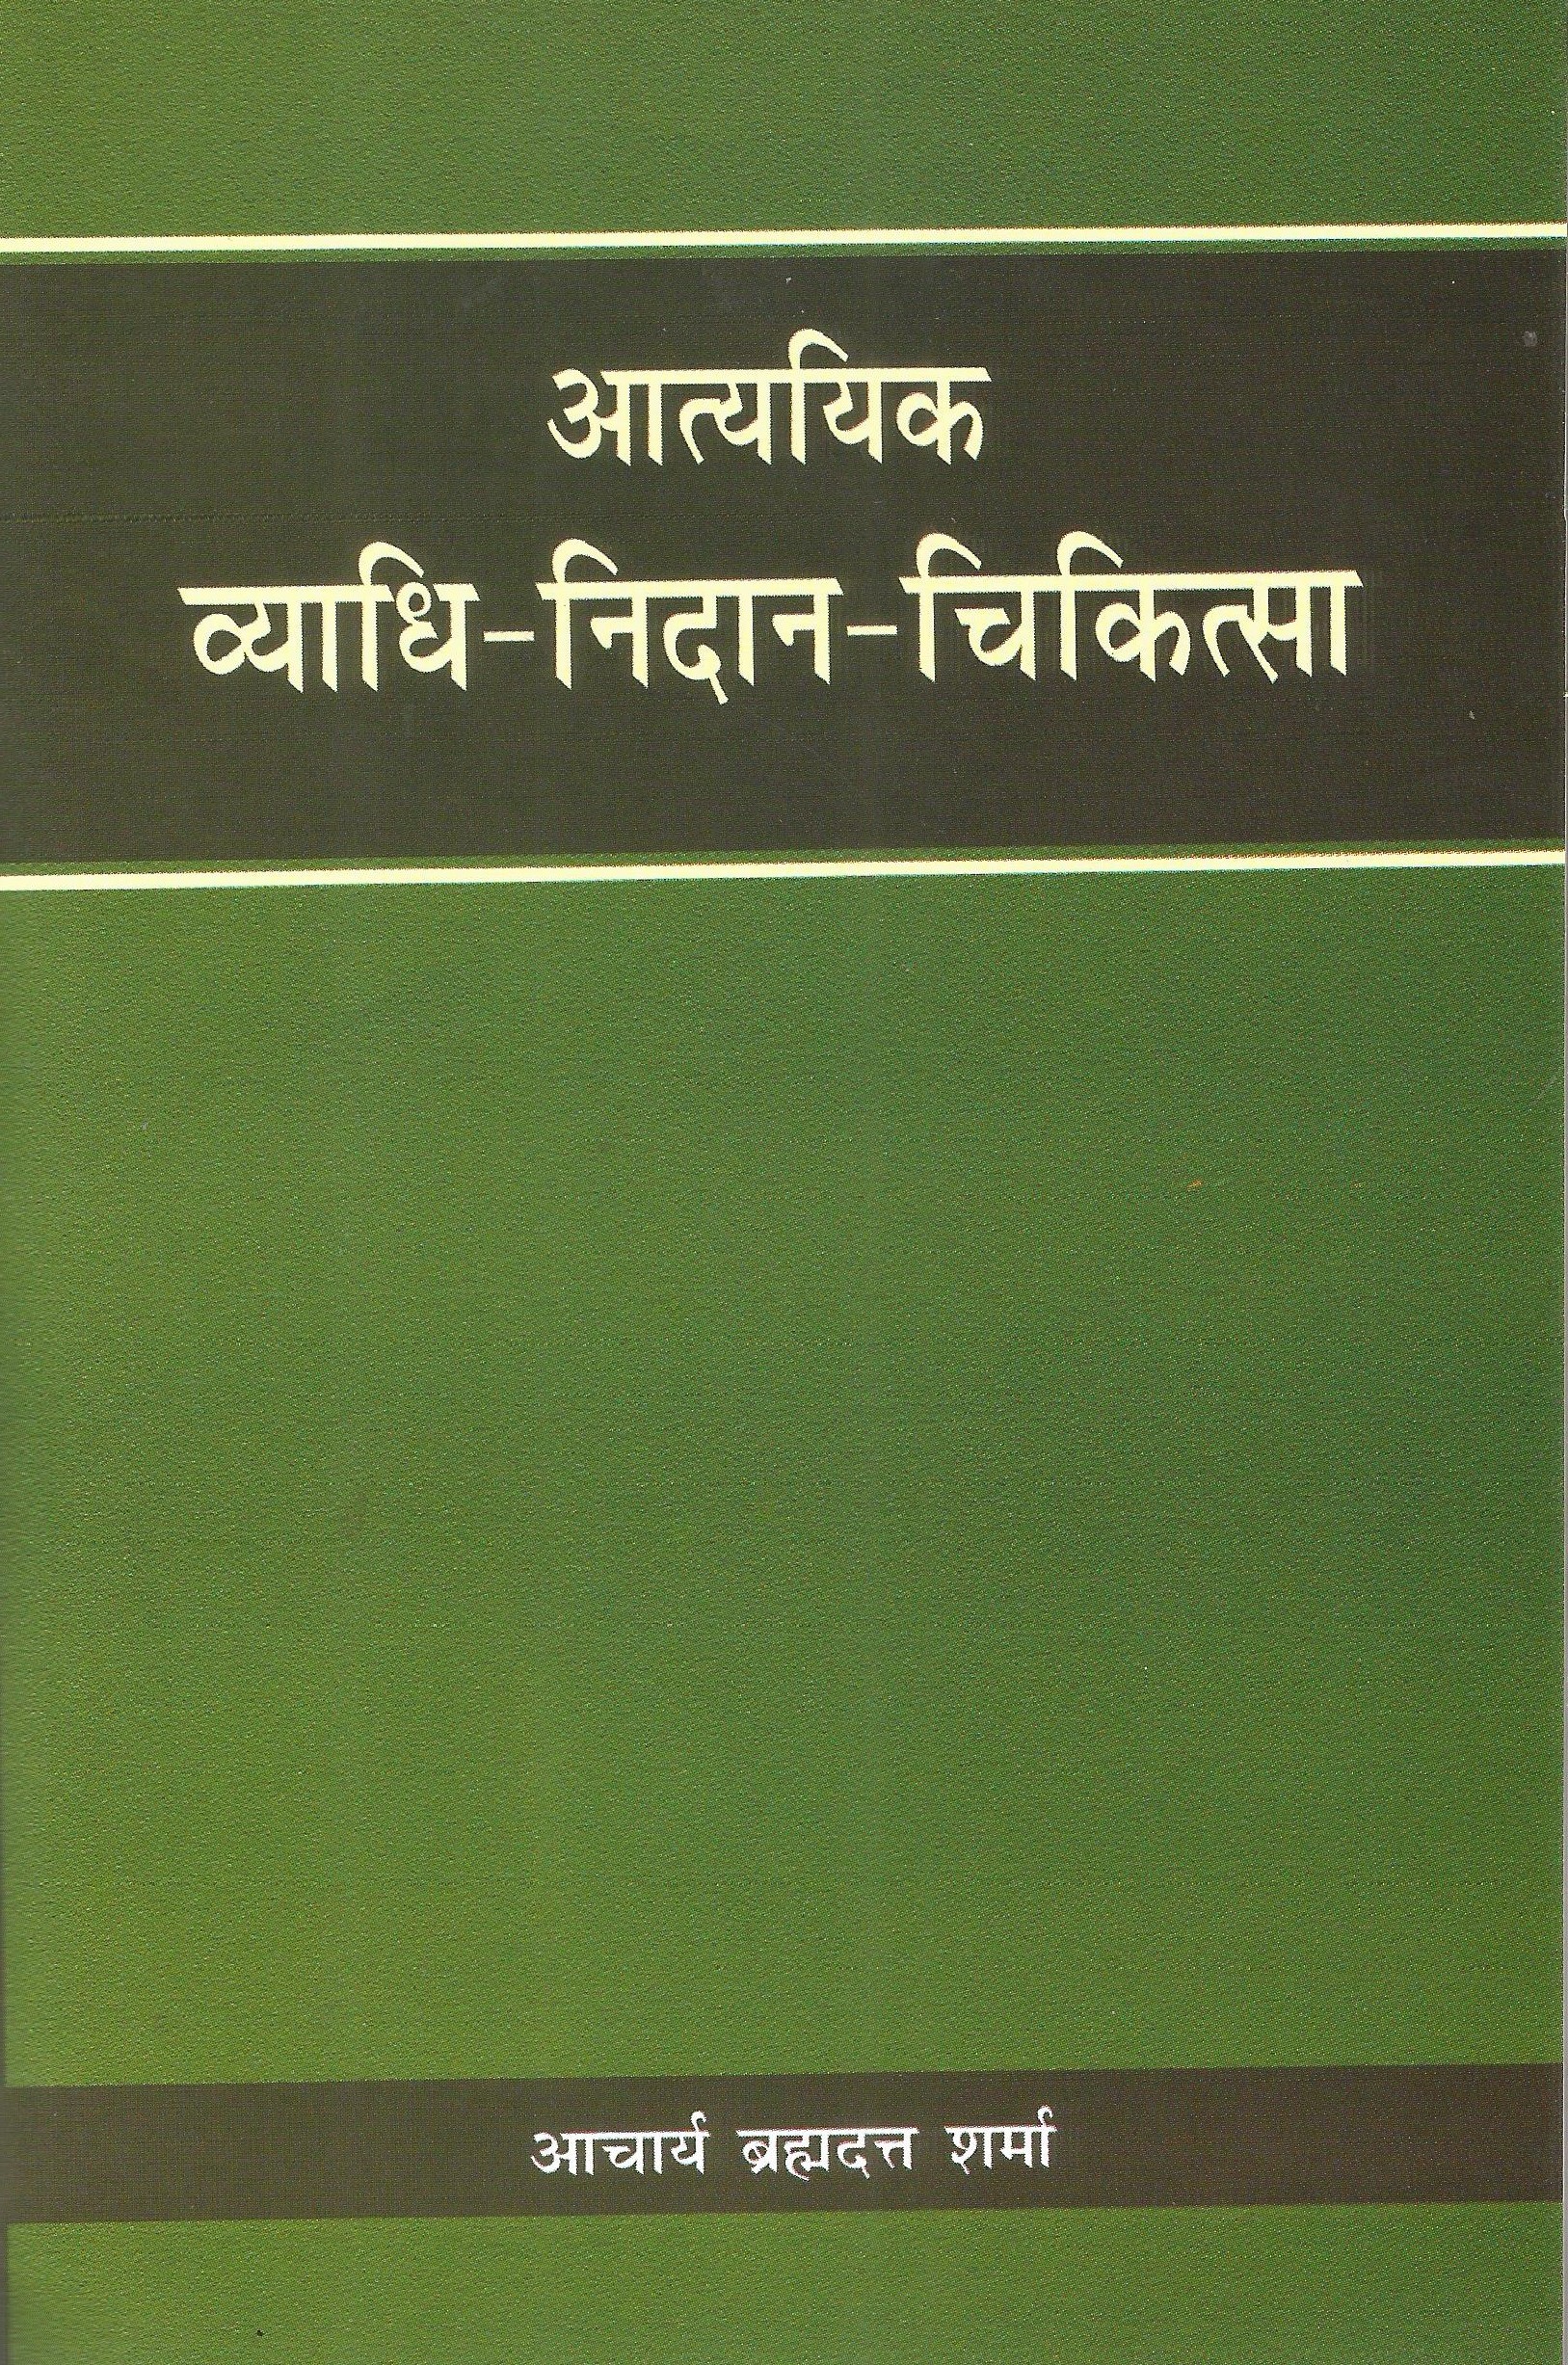 आत्ययिक
व्याधि-निदान-चिकित्सा
आचार्य ब्रह्मदत्त शर्मा